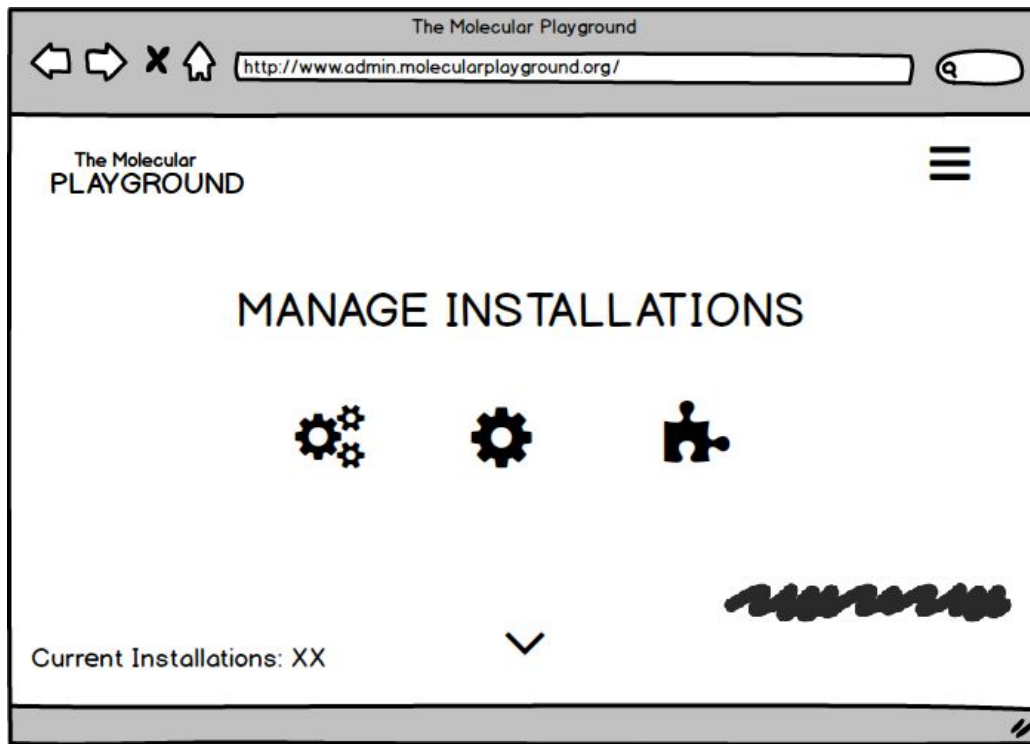 The Molecular Playground
http://www.admin.molecularplayground.org/
The Molecular
PLAYGROUND
MANAGE INSTALLATIONS
Current Installations: XX